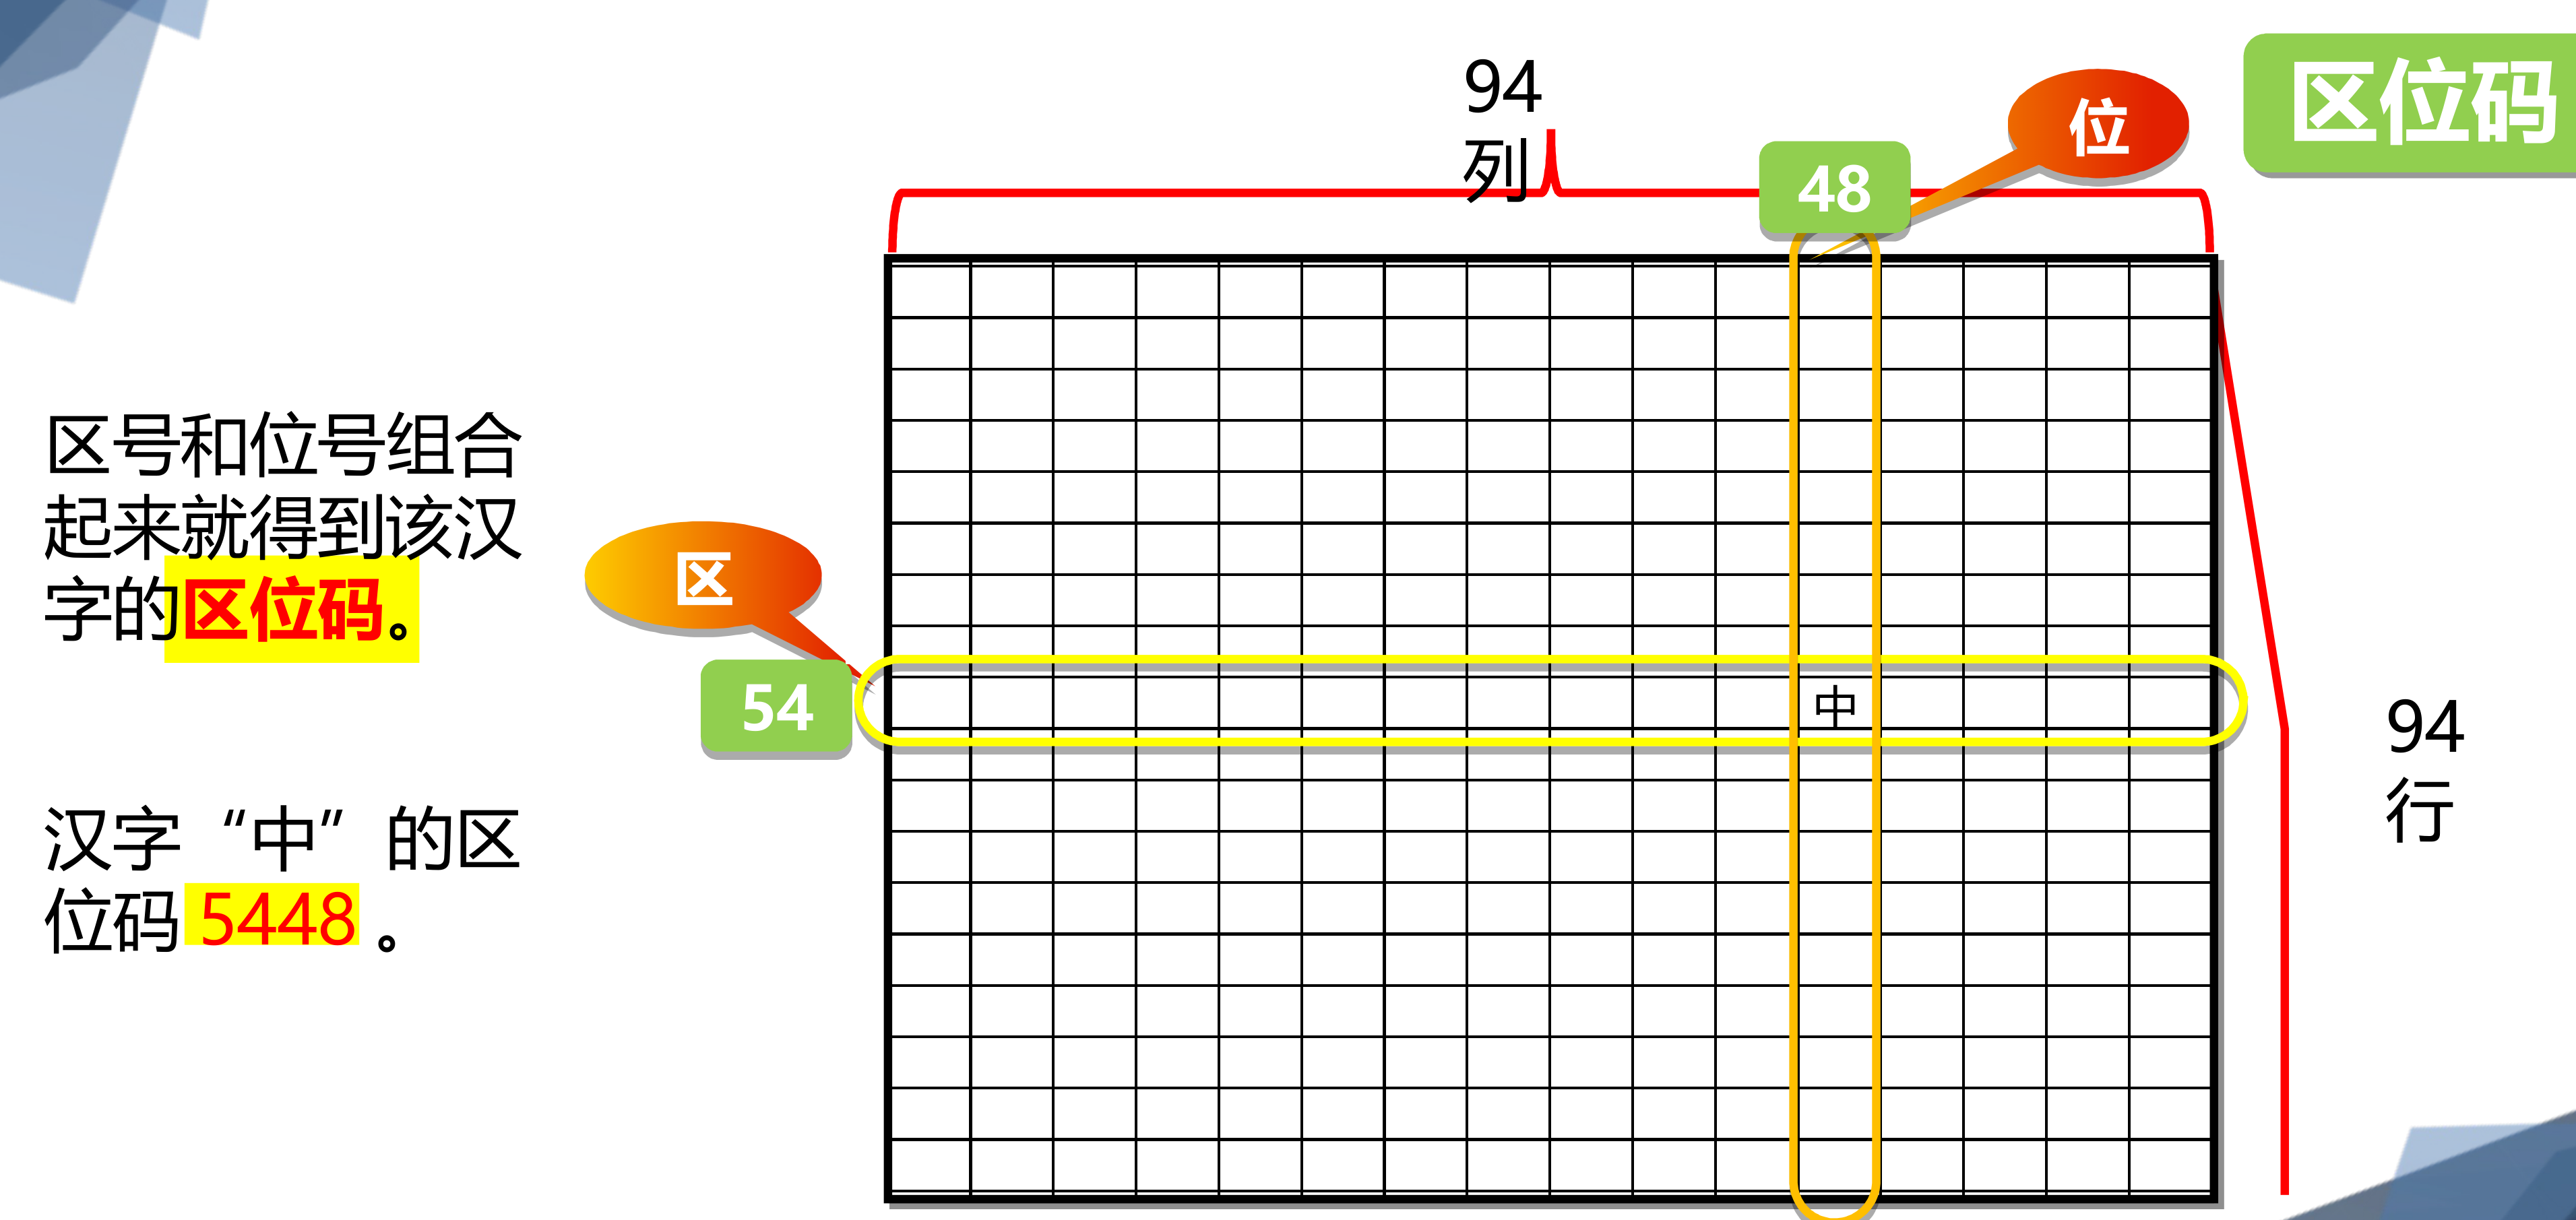 区位码
94
列
位
48
区号和位号组合
起来就得到该汉
字的区位码。
区
54
中
94
行
汉字“中”的区
位码 5448 。